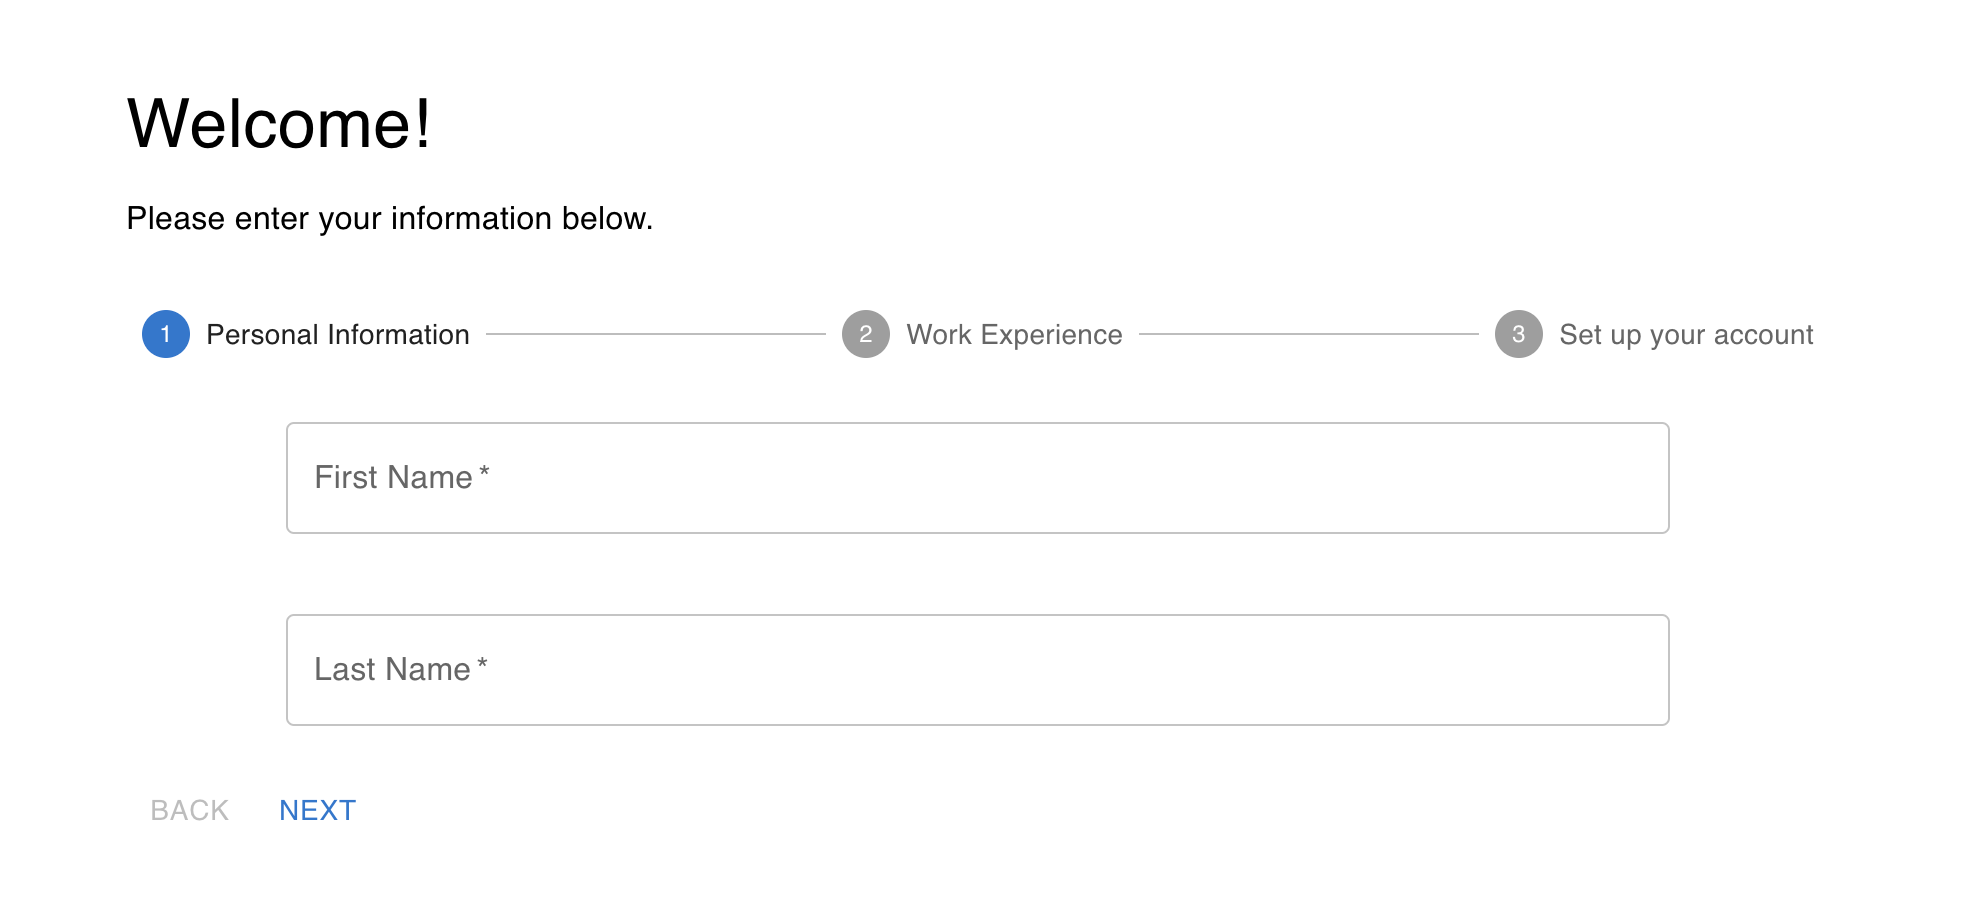 Welcome!
Please enter your information below.
1 Personal Information 2 Work Experience 3 Set up your account
First Name *
Last Name *
BACK NEXT